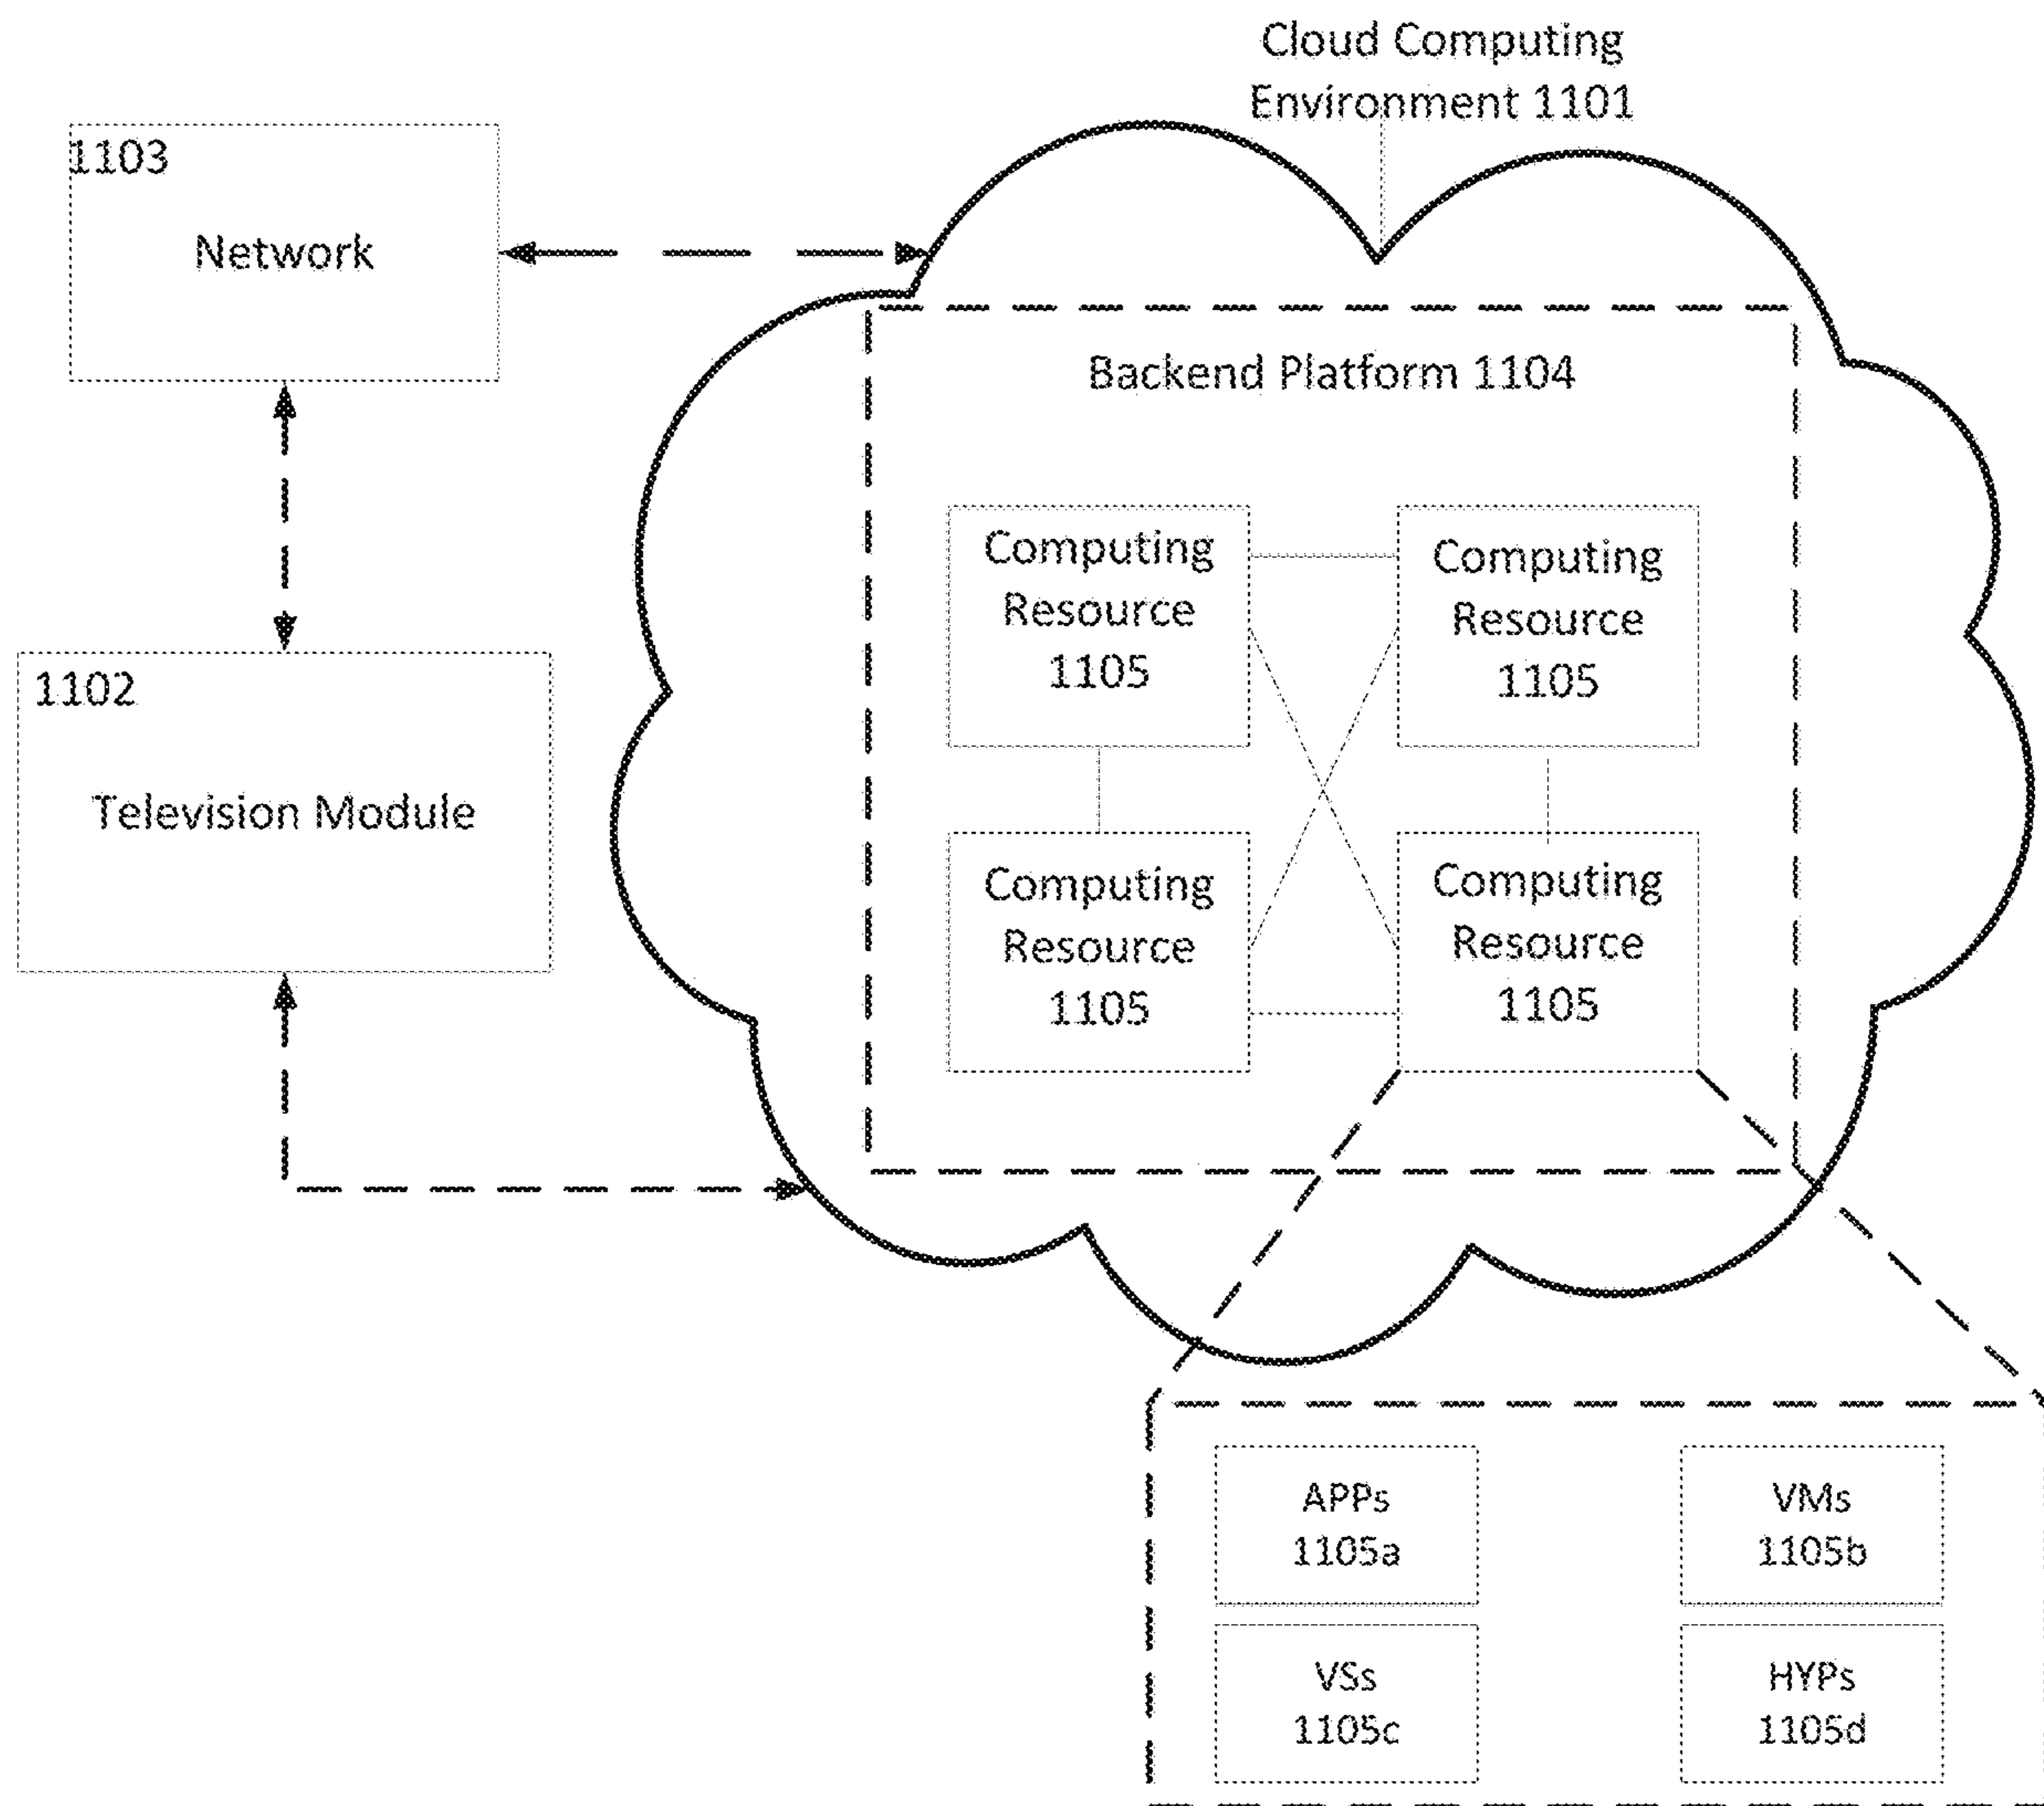 Cloud Computing
Environment 1101
1103
Network
Backend Platform 1104
Computing
Resource
1105
Computing
Resource
1105
1102
Television Module
Computing
Resource
1105
Computing
Resource
1105
APPs
1105a
VMs
1105b
VSs
1105c
HYPs
1105d